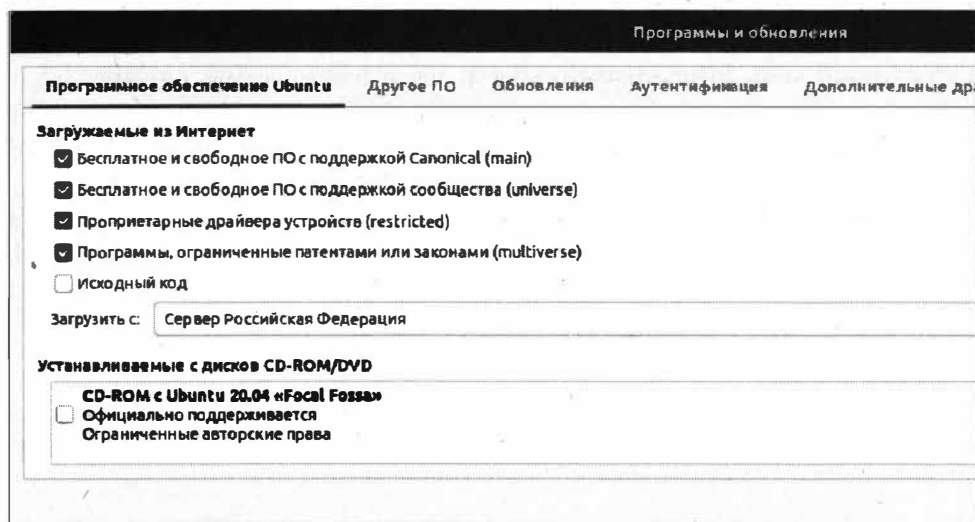 Программы и обновления
Программное обеспечение Ubuntu Другое ПО Обновления Аутентификация Дополнительные
Загружаемые из Интернет
Бесплатное и свободное ПО с поддержкой Canonical (main)
Бесплатное и свободное ПО с поддержкой сообщества (universe)
Проприетарные драйвера устройств (restricted)
Программы, ограниченные патентами или законами (multiverse)
Исходный код
Загрузить с: Сервер Российская Федерация
Устанавливаемые с дисков CD-ROM/DVD
CD-ROM с Ubuntu 20.04 «Focal Fossa»
Официально поддерживается
Ограниченные авторские права